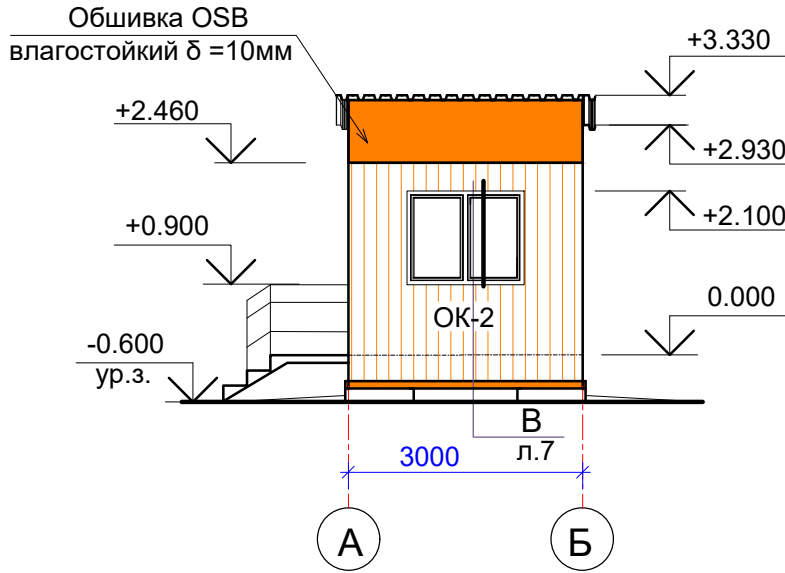 Обшивка OSB
влагостойкий δ =10мм
+3.330
+2.460
+2.930
+2.100
+0.900
0.000
ОК-2
-0.600
ур.з.
В
л.7
3000
А
Б